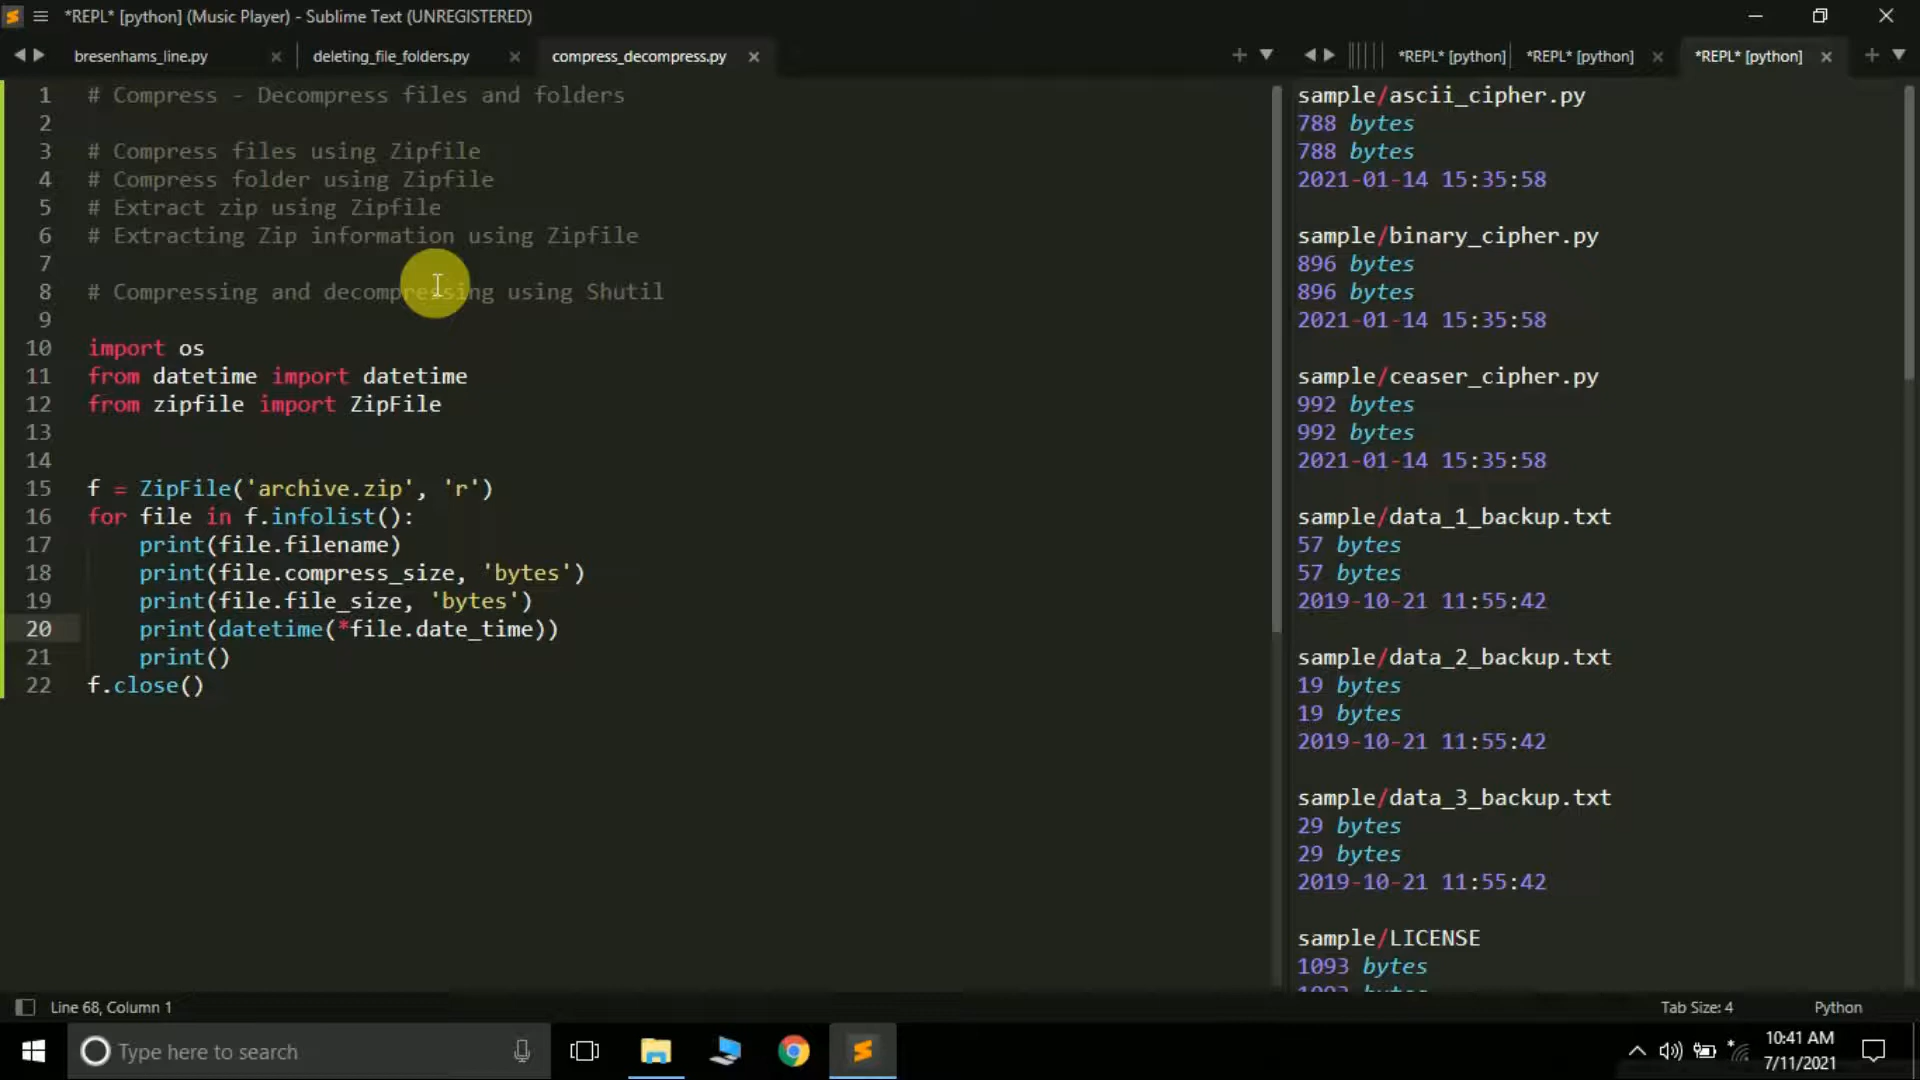 *REPL* [python] (Music Player) - Sublime Text (UNREGISTERED)
bresenhams_line.py
deleting_file_folders.py
compress_decompress.py
*REPL* [python]
*REPL* [python]
*REPL* [python]
1 # Compress - Decompress files and folders
2
3 # Compress files using Zipfile
4 # Compress folder using Zipfile
5 # Extract zip using Zipfile
6 # Extracting Zip information using Zipfile
7
8 # Compressing and decompressing using Shutil
9
10 import os
11 from datetime import datetime
12 from zipfile import ZipFile
13
14
15 f = ZipFile('archive.zip', 'r')
16 for file in f.infolist():
17     print(file.filename)
18     print(file.compress_size, 'bytes')
19     print(file.file_size, 'bytes')
20     print(datetime(*file.date_time))
21     print()
22 f.close()
sample/ascii_cipher.py
788 bytes
788 bytes
2021-01-14 15:35:58
sample/binary_cipher.py
896 bytes
896 bytes
2021-01-14 15:35:58
sample/ceaser_cipher.py
992 bytes
992 bytes
2021-01-14 15:35:58
sample/data_1_backup.txt
57 bytes
57 bytes
2019-10-21 11:55:42
sample/data_2_backup.txt
19 bytes
19 bytes
2019-10-21 11:55:42
sample/data_3_backup.txt
29 bytes
29 bytes
2019-10-21 11:55:42
sample/LICENSE
1093 bytes
Line 68, Column 1
Tab Size: 4
Python
Type here to search
10:41 AM
7/11/2021